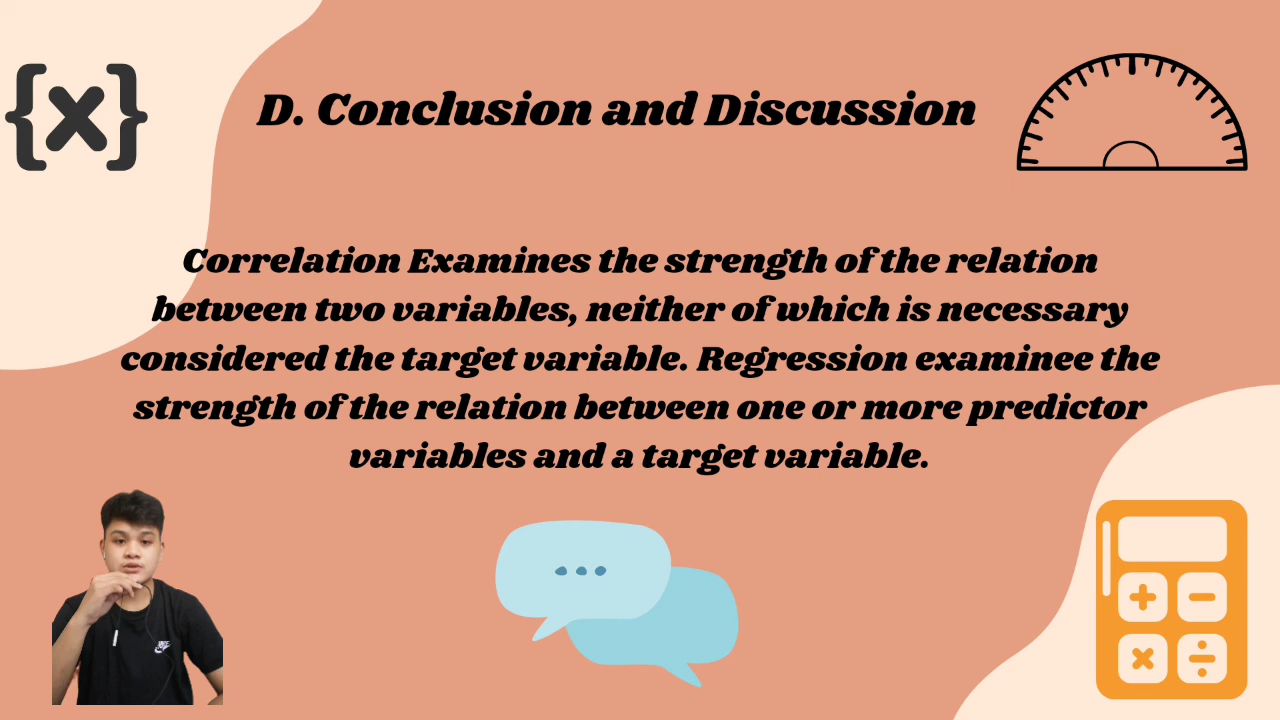 {x}
D. Conclusion and Discussion
Correlation Examines the strength of the relation
between two variables, neither of which is necessary
considered the target variable. Regression examinee the
strength of the relation between one or more predictor
variables and a target variable.